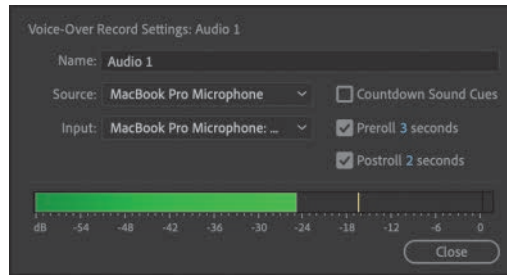 Voice-Over Record Settings: Audio 1
Name: Audio 1
Source: MacBook Pro Microphone Countdown Sound Cues
Input: MacBook Pro Microphone: ... Preroll 3 seconds
Postroll 2 seconds
dB -54 -48 -42 -36 -30 -24 -18 -12 -6 0
Close